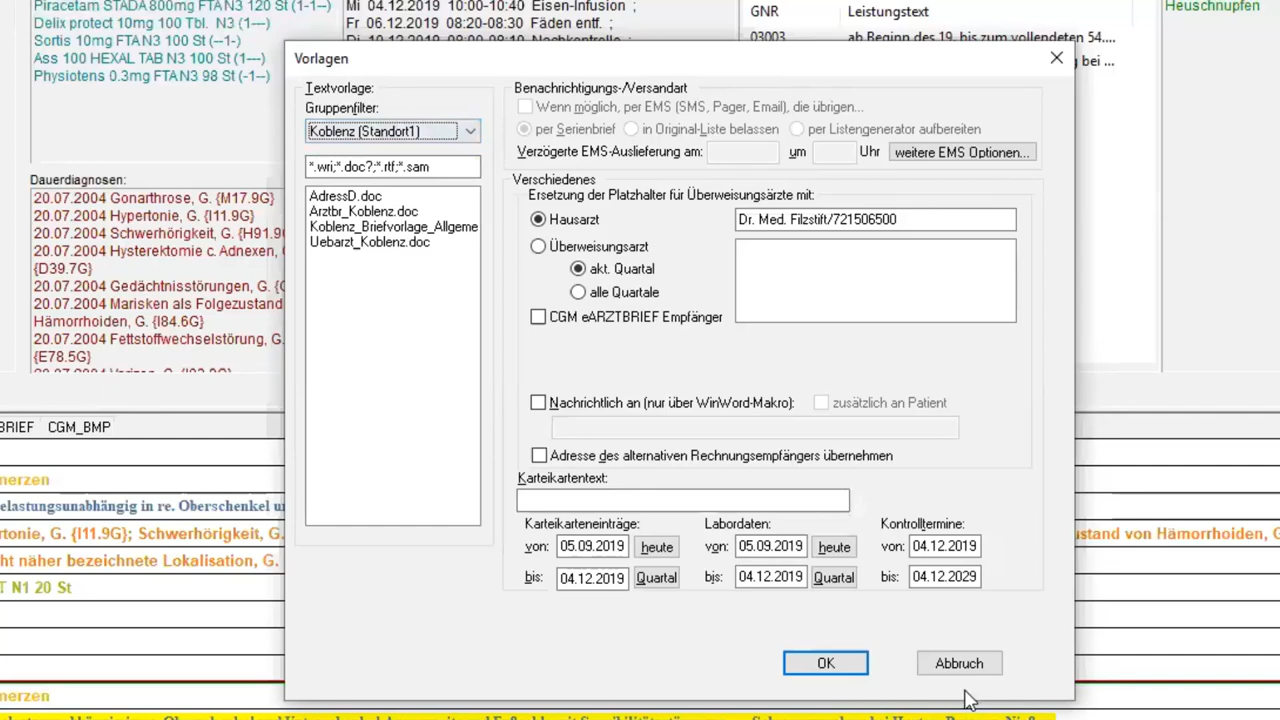 Piracetam STADA 800mg FTA N3 120 St (1-1-)
Delix protect 10mg 100 Tbl. N3 (1---)
Sortis 10mg FTA N3 100 St (--1-)
Ass 100 HEXAL TAB N3 100 St (1---)
Physiotens 0.3mg FTA N3 98 St (-1--)
Mi 04.12.2019 10:00-10:40 Eisen-Infusion ;
Fr 06.12.2019 08:20-08:30 Fäden entf. ;
GNR Leistungstext
03003 ab Beginn des 19. bis zum vollendeten 54....
g bei ...
Heuschnupfen
Dauerdiagnosen:
20.07.2004 Gonarthrose, G. {M17.9G}
20.07.2004 Hypertonie, G. {I11.9G}
20.07.2004 Schwerhörigkeit, G. {H91.9
20.07.2004 Hysterektomie c. Adnexen,
{D39.7G}
20.07.2004 Gedächtnisstörungen, G.
20.07.2004 Marisken als Folgezustand
Hämorrhoiden, G. {I84.6G}
20.07.2004 Fettstoffwechselstörung, G.
{E78.5G}
BRIEF CGM_BMP
merzen
elastungsunabhängig in re. Oberschenkel
rtonie, G. {I11.9G}; Schwerhörigkeit, G.
ustand von Hämorrhoiden, G
ht näher bezeichnete Lokalisation, G.
T N1 20 St
merzen
Vorlagen
Textvorlage:
Gruppenfilter:
Koblenz (Standort1)
*.wri;*.doc?;*.rtf;*.sam
AdressD.doc
Arztbr_Koblenz.doc
Koblenz_Briefvorlage_Allgeme
Uebarzt_Koblenz.doc
Benachrichtigungs-/Versandart
Wenn möglich, per EMS (SMS, Pager, Email), die übrigen...
per Serienbrief in Original-Liste belassen per Listengenerator aufbereiten
Verzögerte EMS-Auslieferung am: um Uhr weitere EMS Optionen...
Verschiedenes
Ersetzung der Platzhalter für Überweisungsärzte mit:
Hausarzt Dr. Med. Filzstift/721506500
Überweisungsarzt
akt. Quartal
alle Quartale
CGM eARZTBRIEF Empfänger
Nachrichtlich an (nur über WinWord-Makro): zusätzlich an Patient
Adresse des alternativen Rechnungsempfängers übernehmen
Karteikartentext:
Karteikarteneinträge: Labordaten: Kontrolltermine:
von: 05.09.2019 heute von: 05.09.2019 heute von: 04.12.2019
bis: 04.12.2019 Quartal bis: 04.12.2019 Quartal bis: 04.12.2029
OK Abbruch